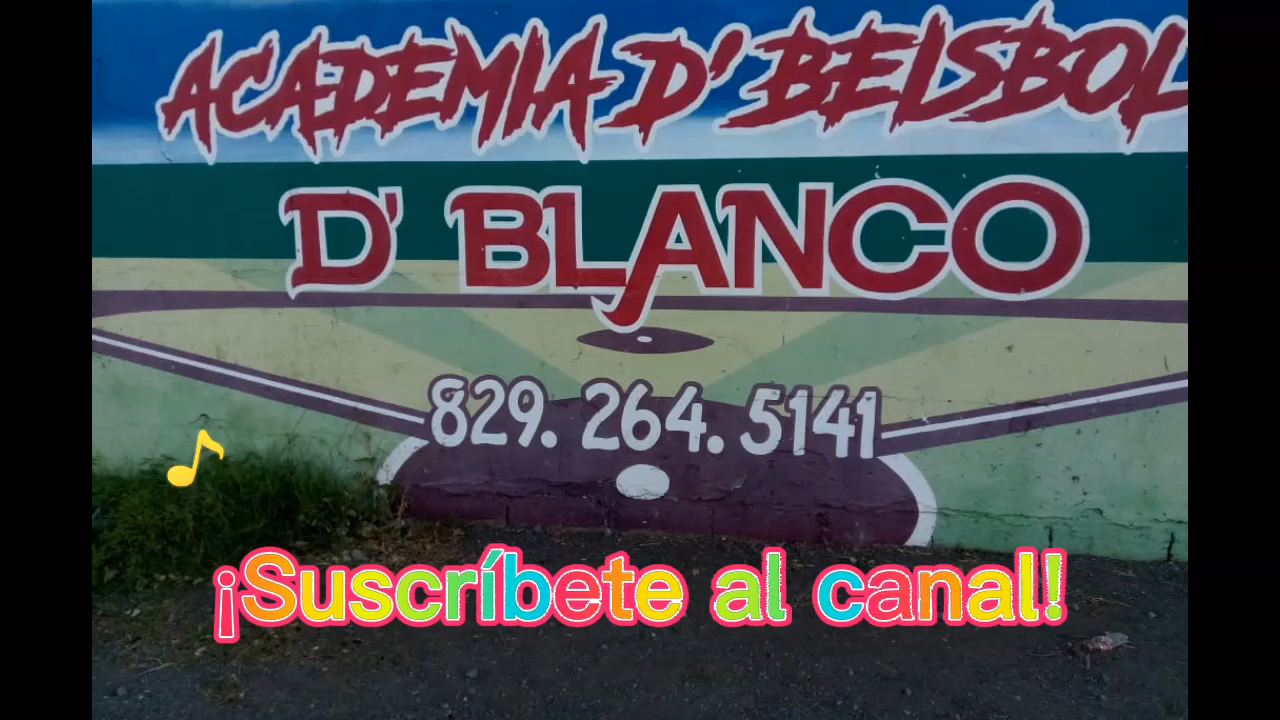 ACADEMIA D' BEISBOL
D' BLANCO
829. 264. 5141
¡Suscríbete al canal!